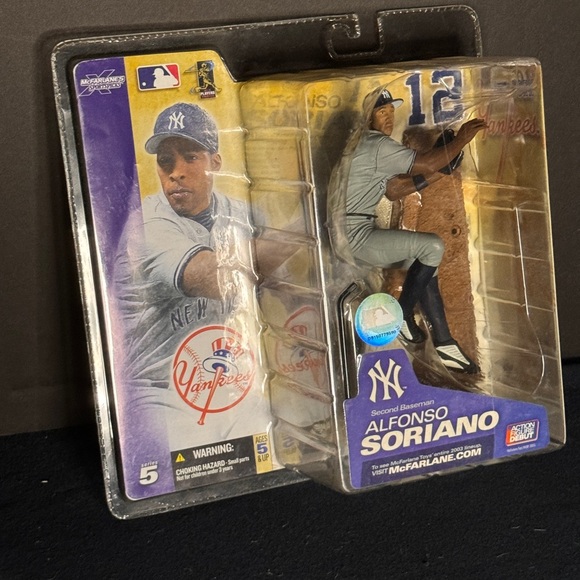 McFARLANE'S
NY
PLAYERS
NEW
Yankees
series
5
WARNING:
CHOKING HAZARD - Small parts
Not for children under 3 years
AGES
5
& UP
ALFONSO
12
Yankees
NY
Second Baseman
ALFONSO
SORIANO
ACTION
FIGURE
DEBUT
To see McFarlane Toys' entire 2003 lineup,
VISIT McFARLANE.COM